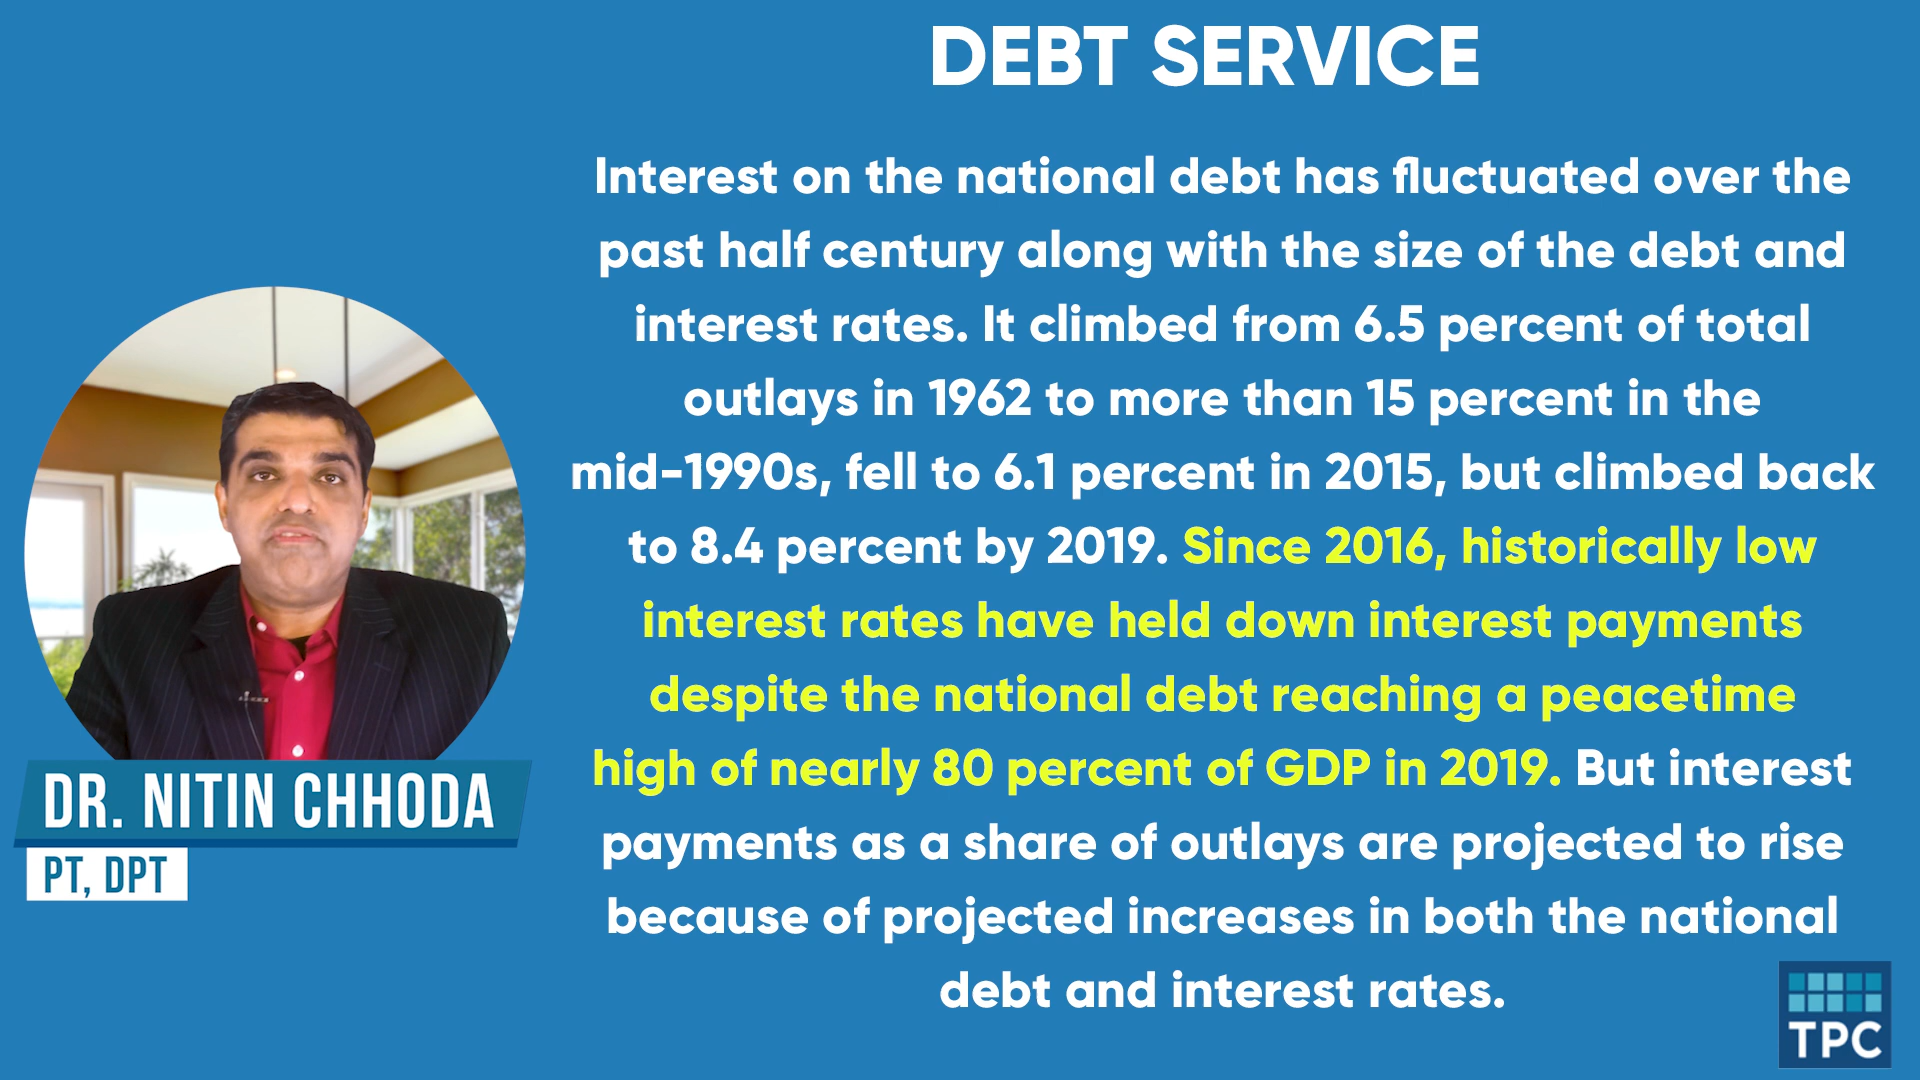 DEBT SERVICE
Interest on the national debt has fluctuated over the
past half century along with the size of the debt and
interest rates. It climbed from 6.5 percent of total
outlays in 1962 to more than 15 percent in the
mid-1990s, fell to 6.1 percent in 2015, but climbed back
to 8.4 percent by 2019. Since 2016, historically low
interest rates have held down interest payments
despite the national debt reaching a peacetime
high of nearly 80 percent of GDP in 2019. But interest
payments as a share of outlays are projected to rise
because of projected increases in both the national
debt and interest rates.
DR. NITIN CHHODA
PT, DPT
TPC